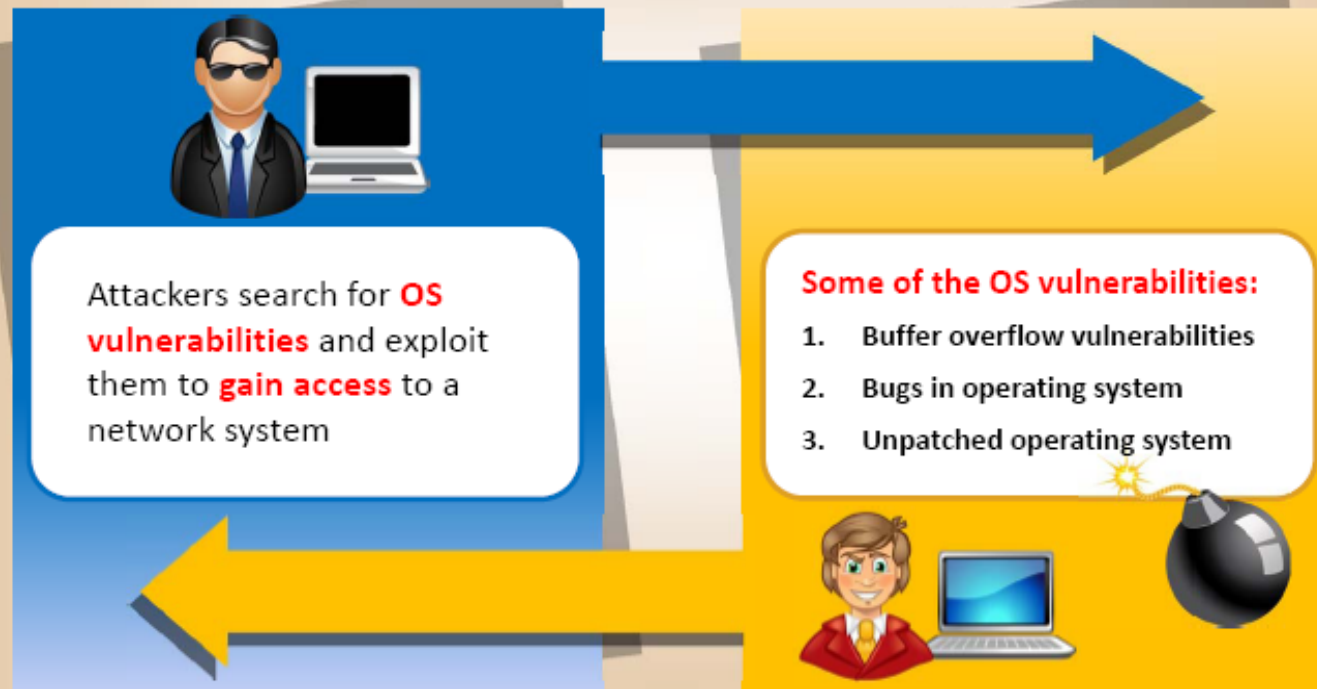 Attackers search for OS
vulnerabilities and exploit
them to gain access to a
network system
Some of the OS vulnerabilities:
1. Buffer overflow vulnerabilities
2. Bugs in operating system
3. Unpatched operating system